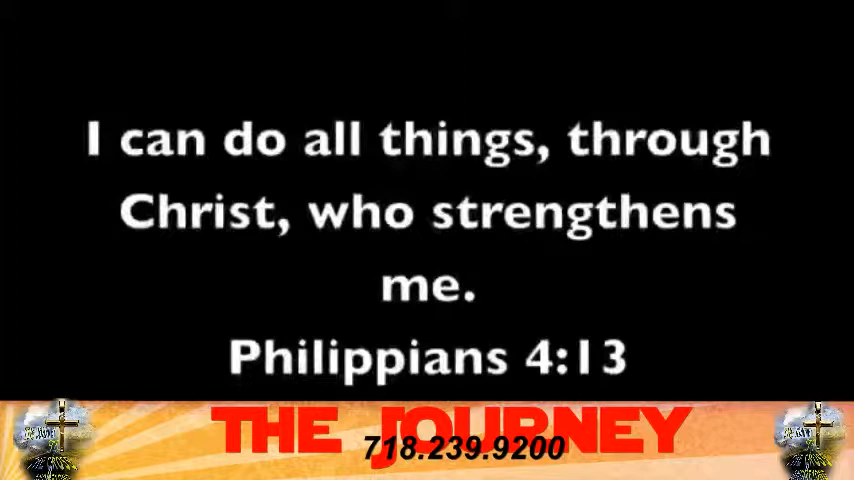 I can do all things, through
Christ, who strengthens
me.
Philippians 4:13
THE JOURNEY
718.239.9200